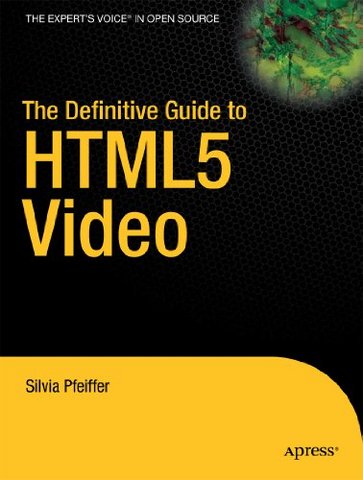 THE EXPERT'S VOICE® IN OPEN SOURCE
The Definitive Guide to
HTML5
Video
Silvia Pfeiffer
Apress®